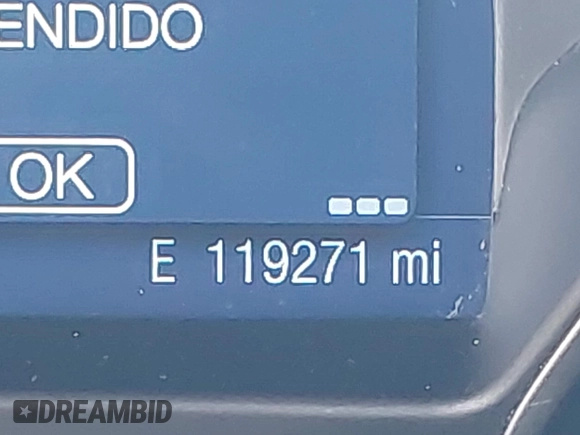 ENDIDO
OK
E 119271 mi
DREAMBID